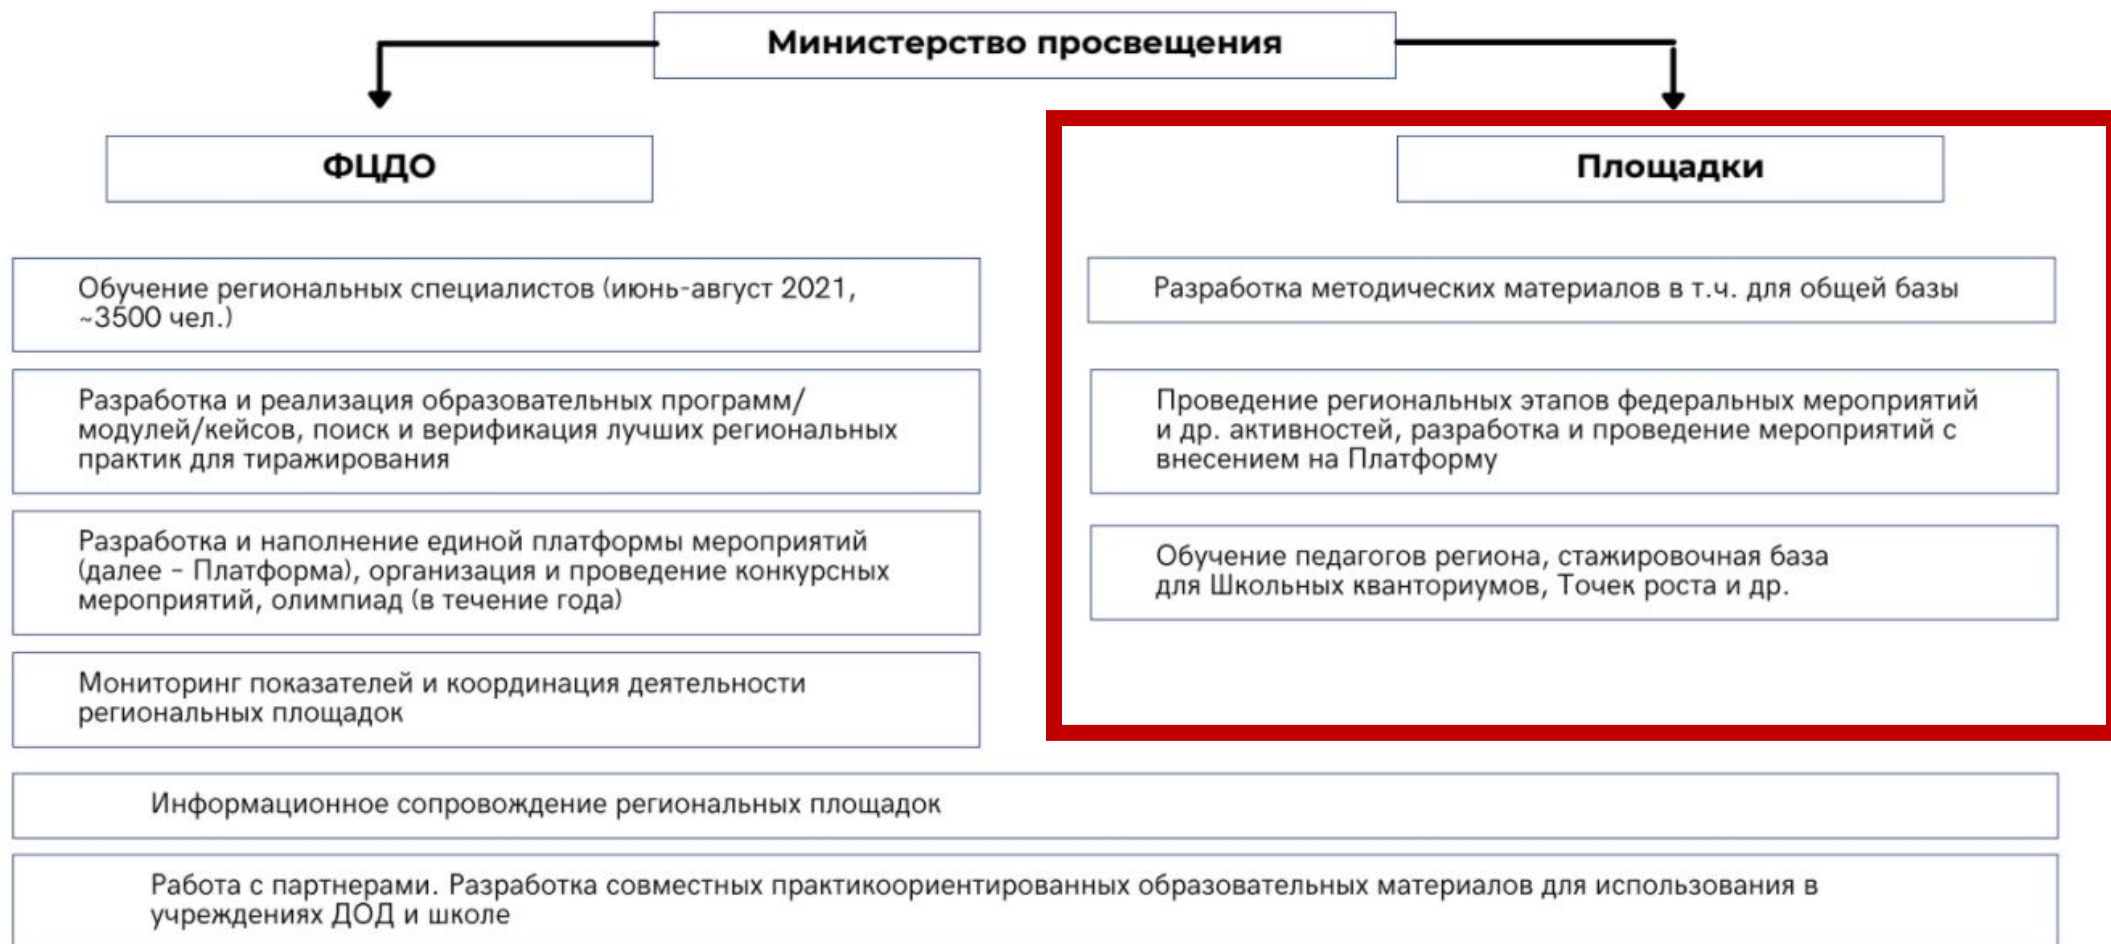 Министерство просвещения
ФЦДО
Обучение региональных специалистов (июнь-август 2021,
~3500 чел.)
Разработка и реализация образовательных программ/
модулей/кейсов, поиск и верификация лучших региональных
практик для тиражирования
Разработка и наполнение единой платформы мероприятий
(далее – Платформа), организация и проведение конкурсных
мероприятий, олимпиад (в течение года)
Мониторинг показателей и координация деятельности
региональных площадок
Площадки
Разработка методических материалов в т.ч. для общей базы
Проведение региональных этапов федеральных мероприятий
и др. активностей, разработка и проведение мероприятий с
внесением на Платформу
Обучение педагогов региона, стажировочная база
для Школьных кванториумов, Точек роста и др.
Информационное сопровождение региональных площадок
Работа с партнерами. Разработка совместных практикоориентированных образовательных материалов для использования в
учреждениях ДОД и школе